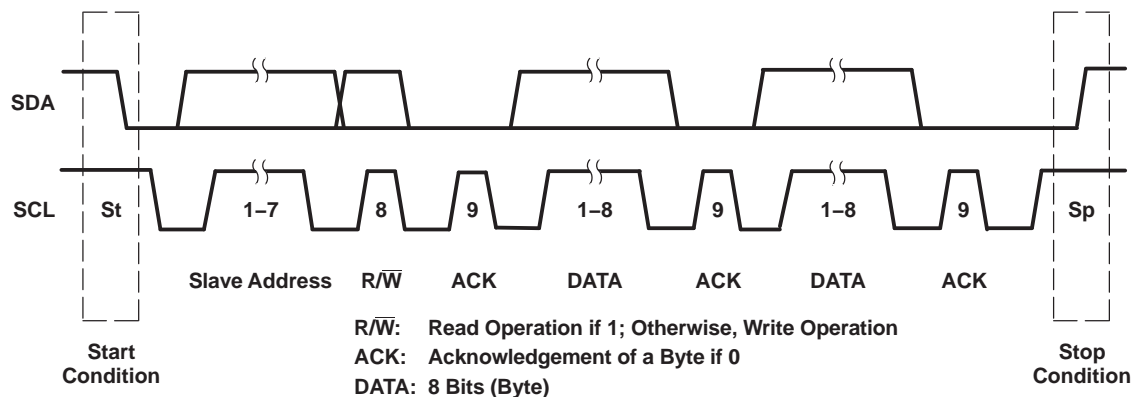 SDA
SCL St 1–7 8 9 1–8 9 1–8 9 Sp
Slave Address R/W̅ ACK DATA ACK DATA ACK
R/W̅: Read Operation if 1; Otherwise, Write Operation
ACK: Acknowledgement of a Byte if 0
DATA: 8 Bits (Byte)
Start
Condition
Stop
Condition